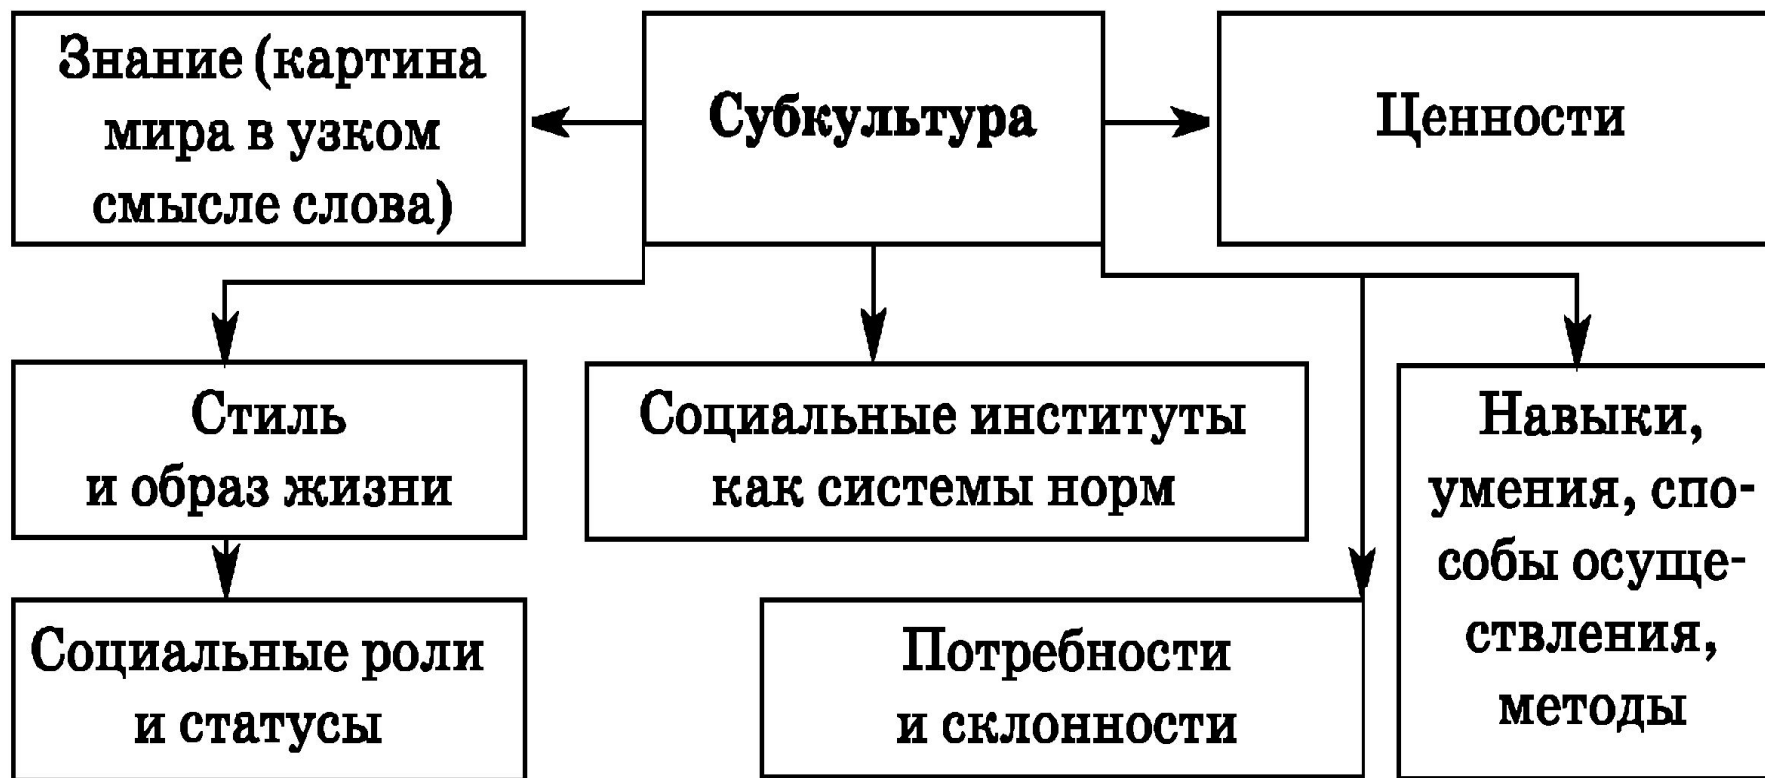 Знание (картина
мира в узком
смысле слова)
Субкультура
Ценности
Стиль
и образ жизни
Социальные институты
как системы норм
Навыки,
умения, спо-
собы осуще-
ствления,
методы
Социальные роли
и статусы
Потребности
и склонности